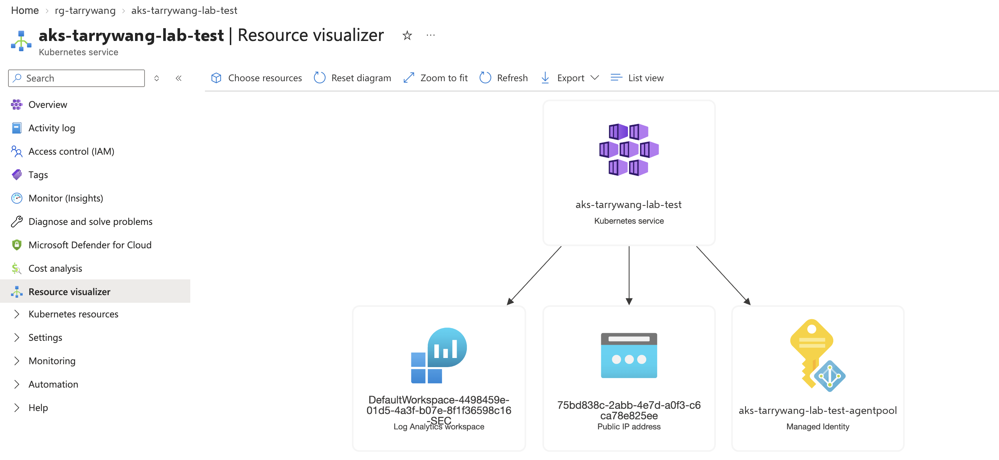 Home > rg-tarrywang > aks-tarrywang-lab-test
aks-tarrywang-lab-test | Resource visualizer
Kubernetes service
Search
Choose resources Reset diagram Zoom to fit Refresh Export List view
Overview
Activity log
Access control (IAM)
Tags
Monitor (Insights)
Diagnose and solve problems
Microsoft Defender for Cloud
Cost analysis
Resource visualizer
Kubernetes resources
Settings
Monitoring
Automation
Help
aks-tarrywang-lab-test
Kubernetes service
DefaultWorkspace-4498459e-
01d5-4a3f-b07e-8f1f36598c16
-SEC
Log Analytics workspace
75bd838c-2abb-4e7d-a0f3-c6
ca78e825ee
Public IP address
aks-tarrywang-lab-test-agentpool
Managed Identity